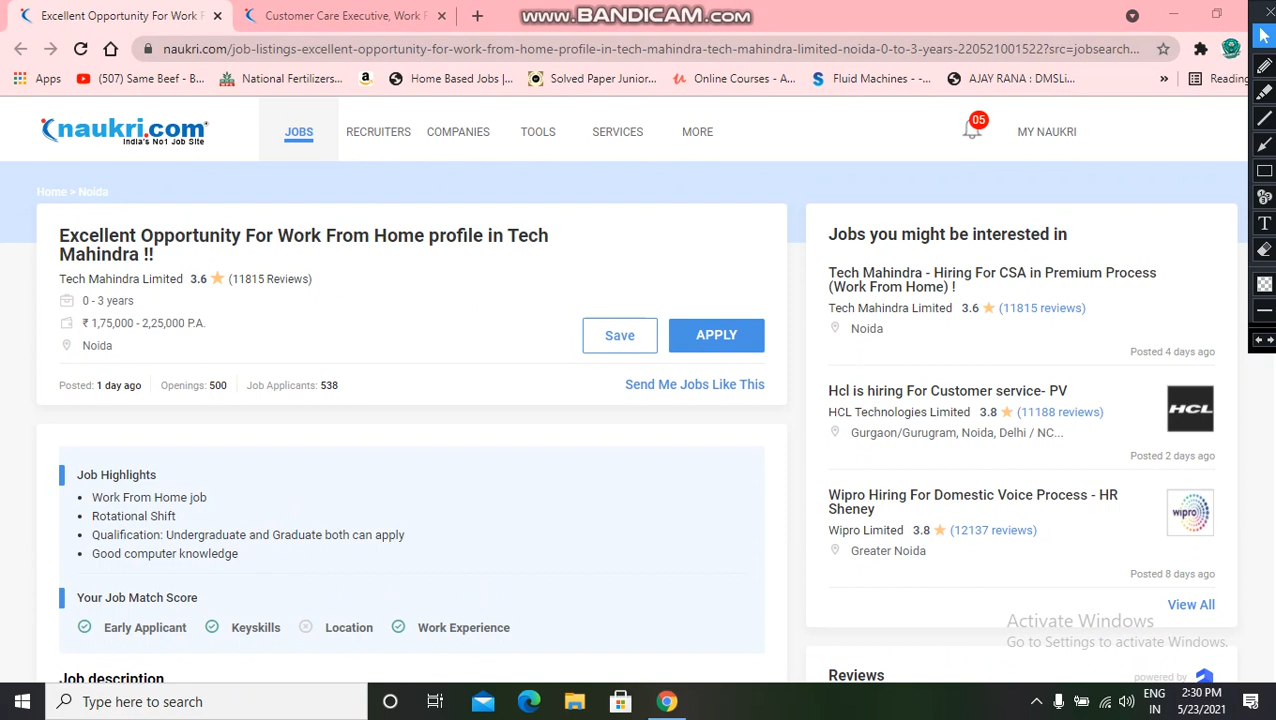 Excellent Opportunity For Work F
Customer Care Executive, Work F
www.BANDICAM.com
naukri.com/job-listings-excellent-opportunity-for-work-from-home-profile-in-tech-mahindra-tech-mahindra-limited-noida-0-to-3-years-220521001522?src=jobsearch...
Apps
(507) Same Beef - B...
National Fertilizers...
Home Based Jobs |...
Solved Paper Junior...
Online Courses - A...
Fluid Machines - -...
AJAY RANA : DMSLi...
Reading
naukri.com
India's No1 Job Site
JOBS
RECRUITERS
COMPANIES
TOOLS
SERVICES
MORE
05
MY NAUKRI
Home > Noida
Excellent Opportunity For Work From Home profile in Tech
Mahindra !!
Tech Mahindra Limited 3.6 (11815 Reviews)
0 - 3 years
₹ 1,75,000 - 2,25,000 P.A.
Noida
Save
APPLY
Posted: 1 day ago
Openings: 500
Job Applicants: 538
Send Me Jobs Like This
Job Highlights
Work From Home job
Rotational Shift
Qualification: Undergraduate and Graduate both can apply
Good computer knowledge
Your Job Match Score
Early Applicant
Keyskills
Location
Work Experience
Job description
Jobs you might be interested in
Tech Mahindra - Hiring For CSA in Premium Process
(Work From Home) !
Tech Mahindra Limited 3.6 (11815 reviews)
Noida
Posted 4 days ago
Hcl is hiring For Customer service- PV
HCL Technologies Limited 3.8 (11188 reviews)
Gurgaon/Gurugram, Noida, Delhi / NC...
HCL
Posted 2 days ago
Wipro Hiring For Domestic Voice Process - HR
Sheney
Wipro Limited 3.8 (12137 reviews)
Greater Noida
wipro
Posted 8 days ago
View All
Activate Windows
Go to Settings to activate Windows.
Reviews
powered by
Type here to search
ENG
IN
2:30 PM
5/23/2021